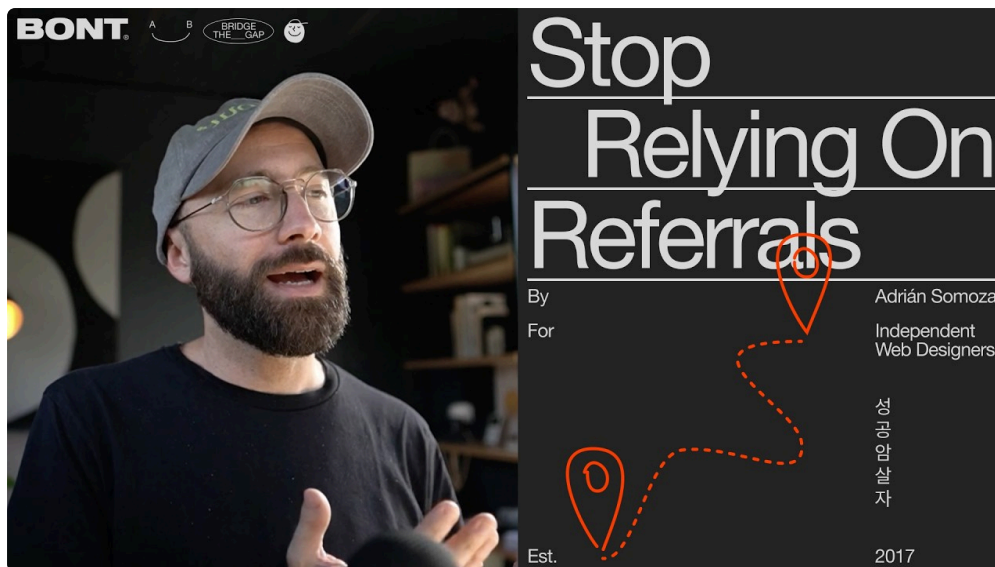 BONT®
A B
BRIDGE
THE GAP
Stop
Relying On
Referrals
By
Adrián Somoza
For
Independent
Web Designers
성
공
암
살
자
Est.
2017